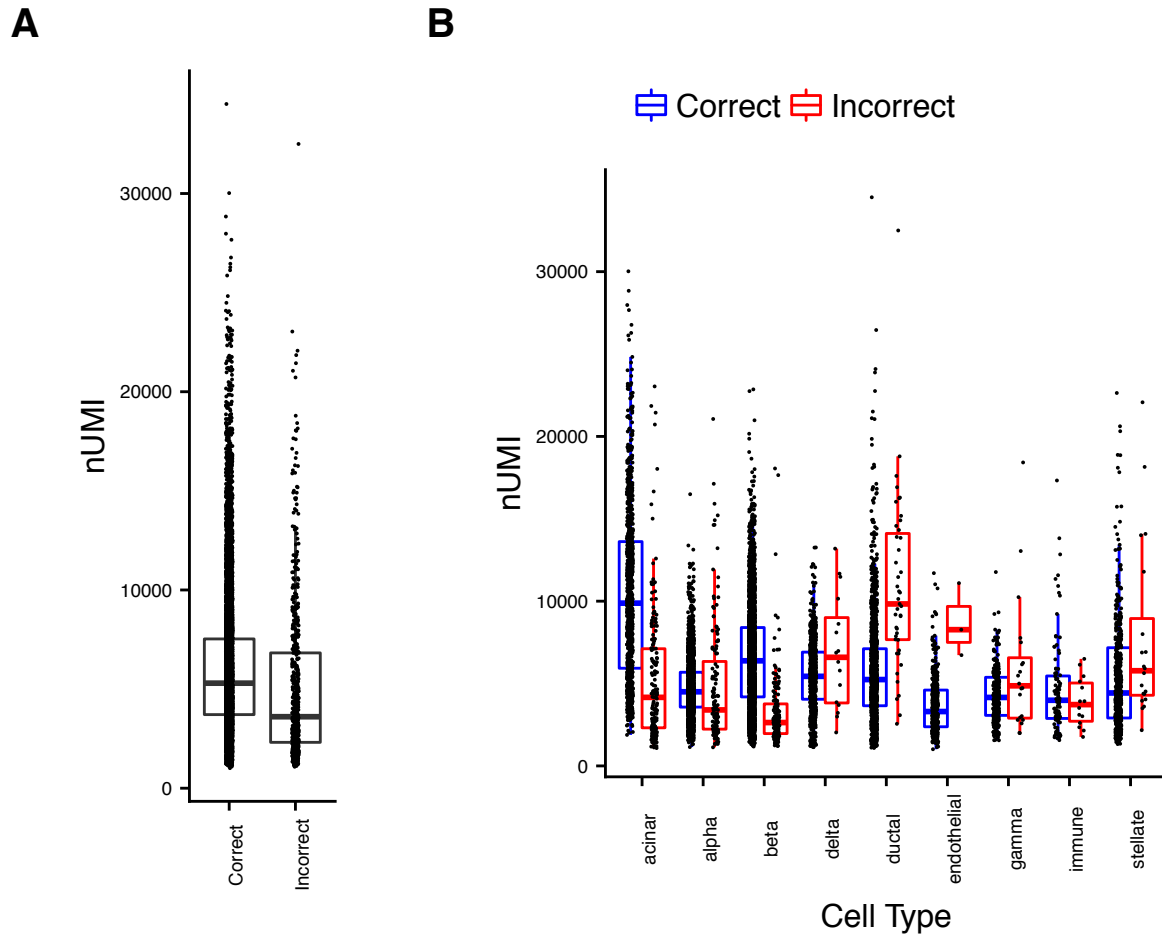 A
B
Correct Incorrect
nUMI
30000
20000
10000
0
Correct
Incorrect
nUMI
30000
20000
10000
0
acinar
alpha
beta
delta
ductal
endothelial
gamma
immune
stellate
Cell Type